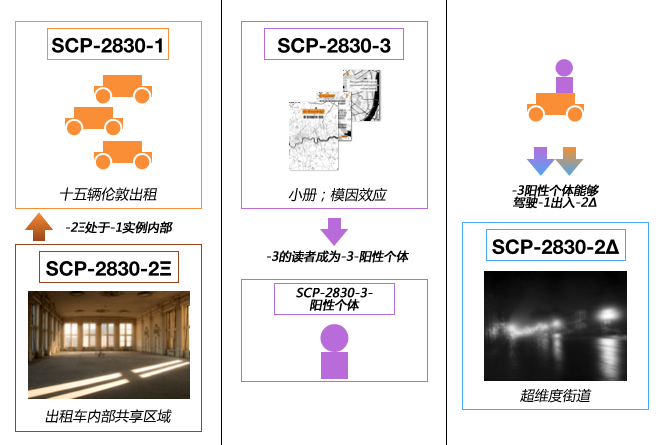 SCP-2830-1
十五辆伦敦出租
-2Ξ处于-1实例内部
SCP-2830-2Ξ
出租车内部共享区域
SCP-2830-3
小册；模因效应
-3的读者成为-3-阳性个体
SCP-2830-3-
阳性个体
-3阳性个体能够
驾驶-1出入-2Δ
SCP-2830-2Δ
超维度街道